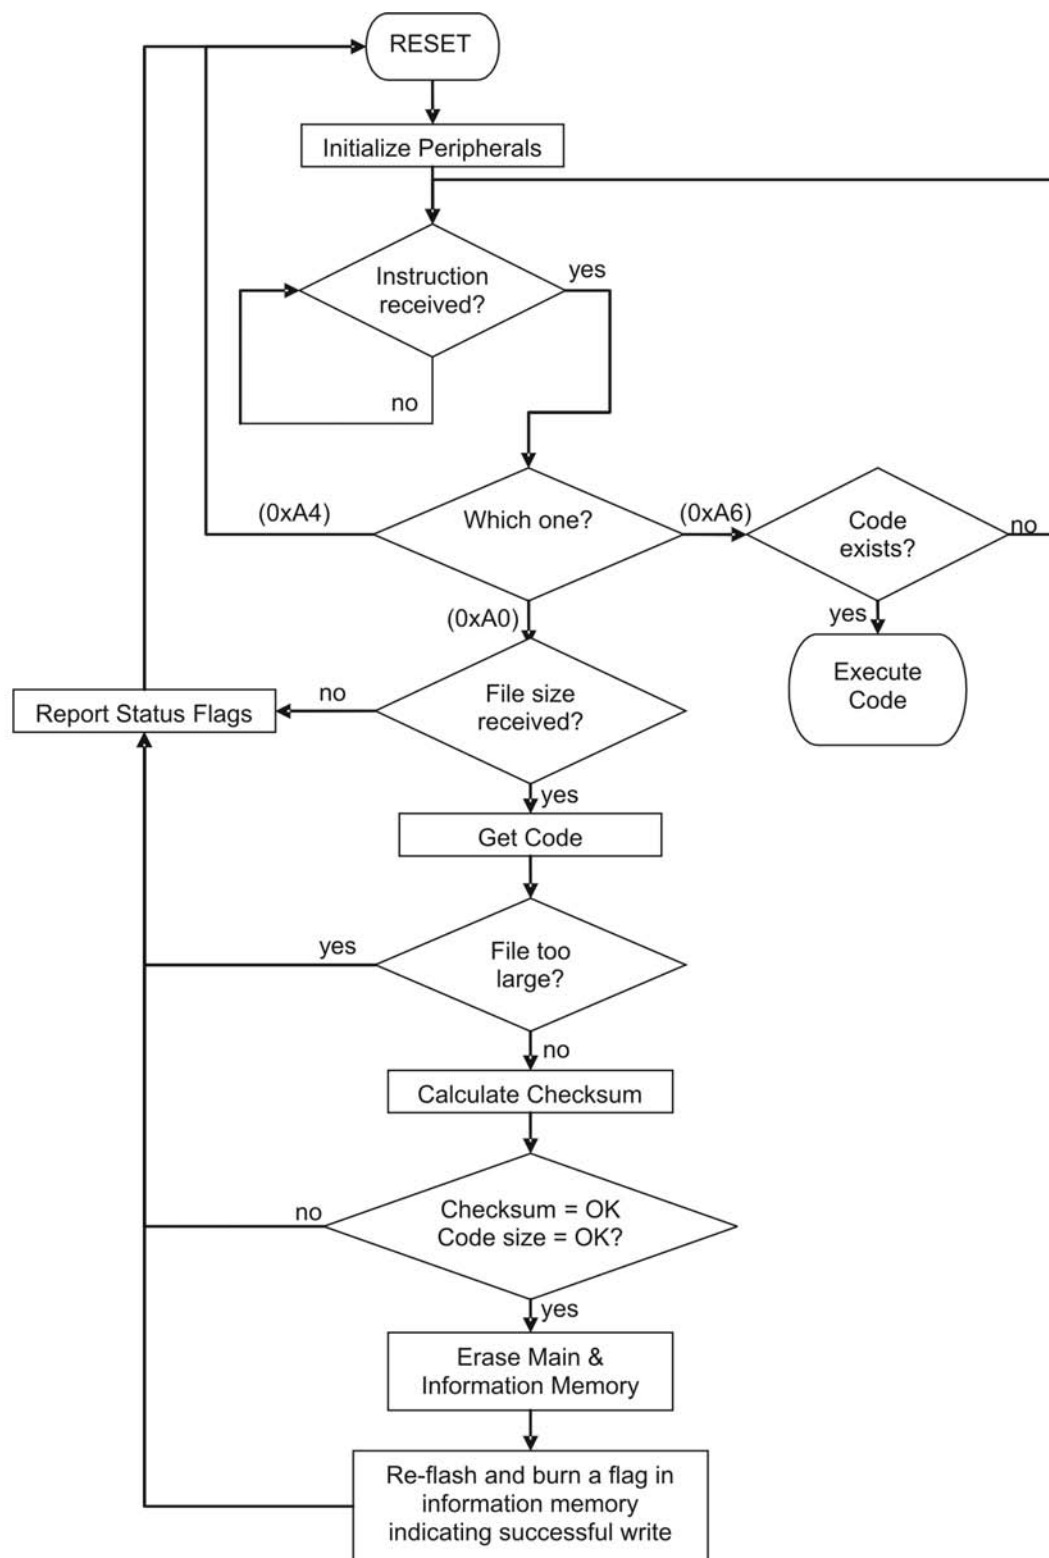 RESET
Initialize Peripherals
Instruction
received?
yes
no
(0xA4)
Which one?
(0xA6)
Code
exists?
no
(0xA0)
yes
Execute
Code
File size
received?
no
Report Status Flags
yes
Get Code
File too
large?
yes
no
Calculate Checksum
Checksum = OK
Code size = OK?
no
yes
Erase Main &
Information Memory
Re-flash and burn a flag in
information memory
indicating successful write